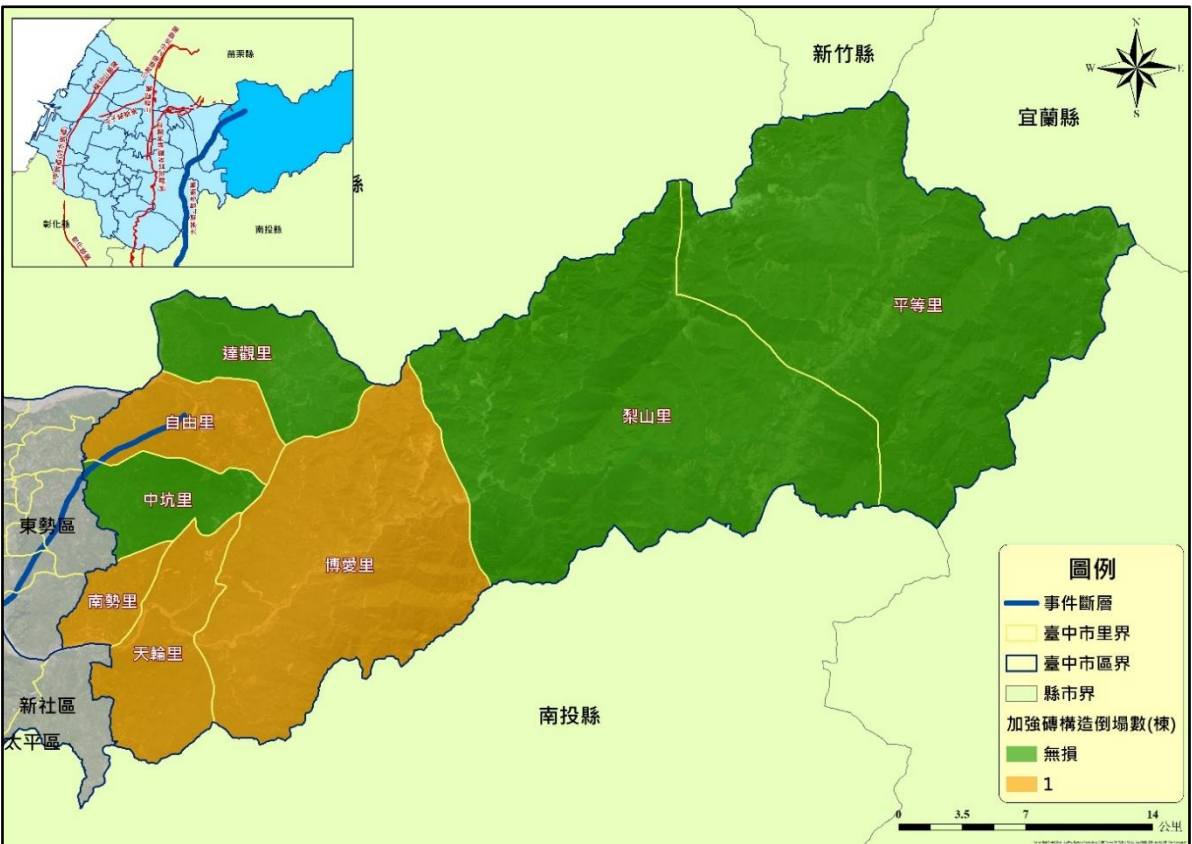 苗栗縣
彰化縣
南投縣
新竹縣
宜蘭縣
縣
N
W
E
S
平等里
達觀里
梨山里
自由里
中坑里
東勢區
博愛里
南勢里
天輪里
新社區
太平區
南投縣
圖例
事件斷層
臺中市里界
臺中市區界
縣市界
加強磚構造倒塌數(棟)
無損
1
0
3.5
7
14
公里